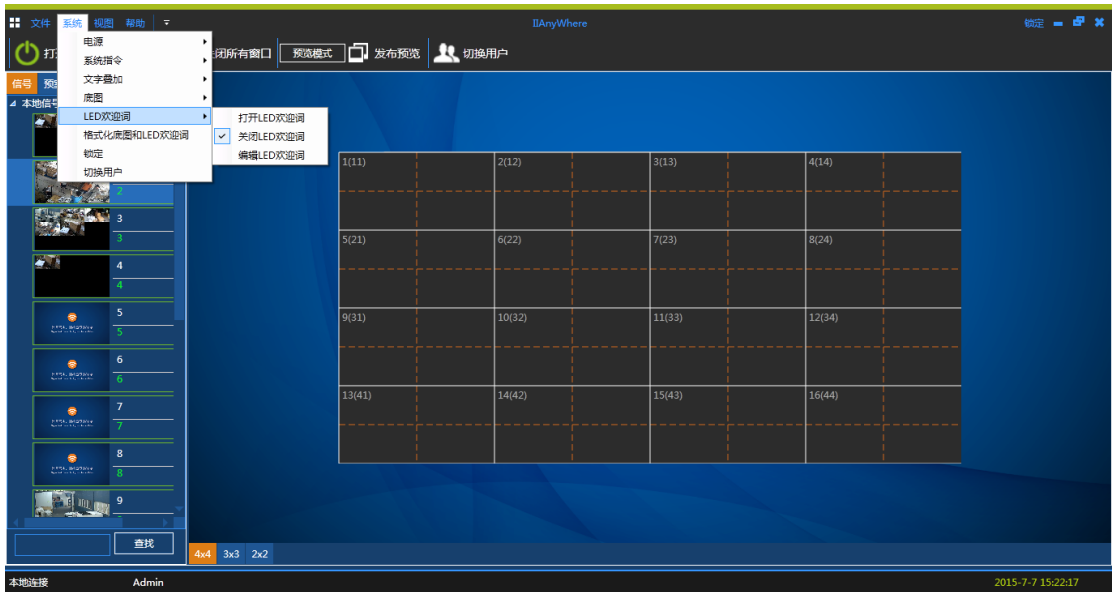 文件 系统 视图 帮助 IIAnyWhere 锁定
闭所有窗口 预览模式 发布预览 切换用户
电源
系统指令
文字叠加
底图
LED欢迎词
格式化底图和LED欢迎词
锁定
切换用户
打开LED欢迎词
关闭LED欢迎词
编辑LED欢迎词
信号
本地信号
2
3
3
4
4
5
5
6
6
7
7
8
8
9
查找
1(11) 2(12) 3(13) 4(14)
5(21) 6(22) 7(23) 8(24)
9(31) 10(32) 11(33) 12(34)
13(41) 14(42) 15(43) 16(44)
4x4 3x3 2x2
本地连接 Admin 2015-7-7 15:22:17